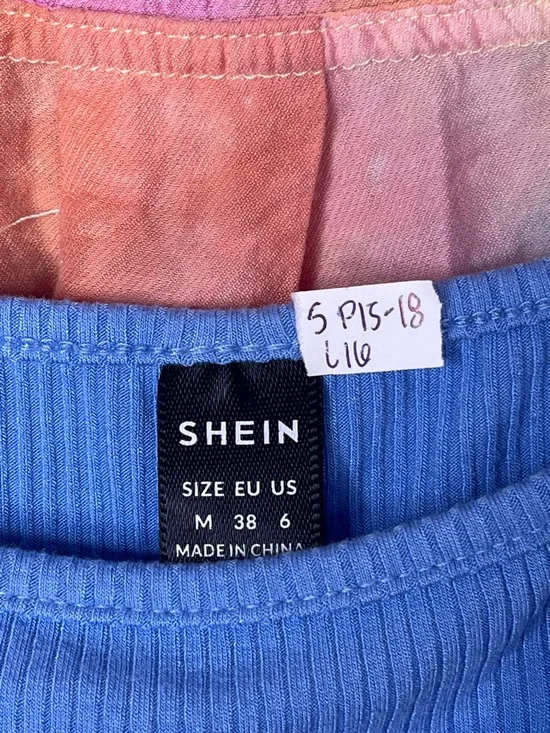 5 P15-18
L16
SHEIN
SIZE EU US
M 38 6
MADE IN CHINA